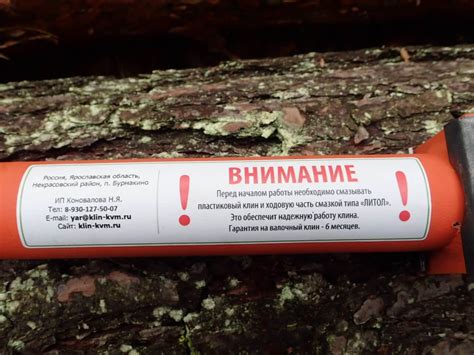 Россия, Ярославская область,
Некрасовский район, п. Бурмакино
ИП Коновалова Н.Я.
Тел: 8-930-127-50-07
E-mail: yar@klin-kvm.ru
Сайт: klin-kvm.ru
! ВНИМАНИЕ !
Перед началом работы необходимо смазывать
пластиковый клин и ходовую часть смазкой типа «ЛИТОЛ».
Это обеспечит надежную работу клина.
Гарантия на валочный клин - 6 месяцев.